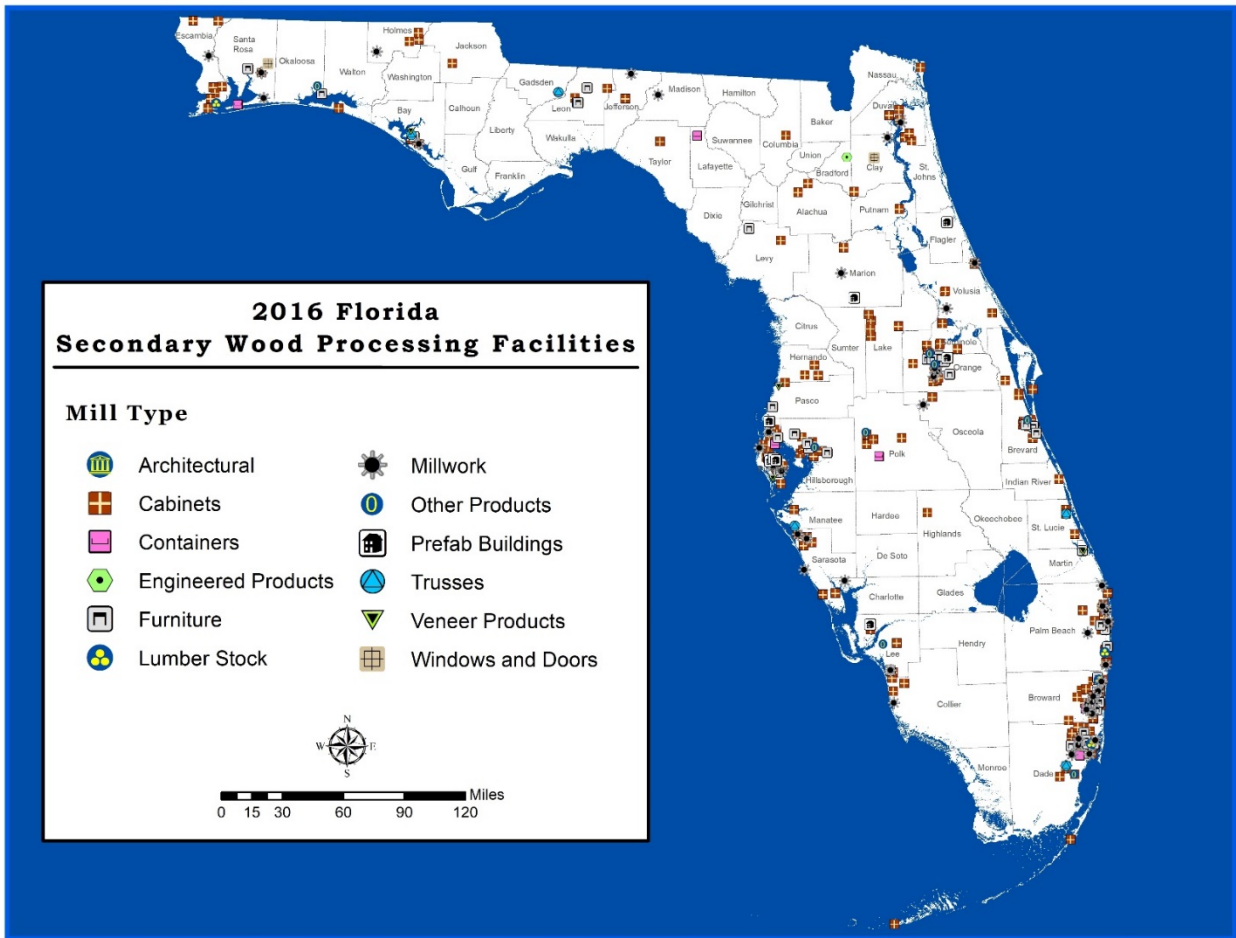 2016 Florida
Secondary Wood Processing Facilities
Mill Type
Architectural
Cabinets
Containers
Engineered Products
Furniture
Lumber Stock
Millwork
Other Products
Prefab Buildings
Trusses
Veneer Products
Windows and Doors
N
W E
S
Miles
0 15 30 60 90 120
Escambia
Santa
Rosa
Okaloosa
Walton
Holmes
Washington
Jackson
Bay
Calhoun
Gulf
Liberty
Franklin
Gadsden
Leon
Wakulla
Jefferson
Madison
Taylor
Hamilton
Suwannee
Lafayette
Dixie
Columbia
Baker
Union
Bradford
Gilchrist
Alachua
Levy
Nassau
Duval
Clay
St.
Johns
Putnam
Flagler
Marion
Volusia
Citrus
Sumter
Lake
Hernando
Pasco
Orange
Osceola
Polk
Hillsborough
Brevard
Indian River
Manatee
Hardee
Highlands
Okeechobee
St. Lucie
Sarasota
De Soto
Martin
Charlotte
Glades
Lee
Hendry
Palm Beach
Collier
Broward
Monroe
Dade